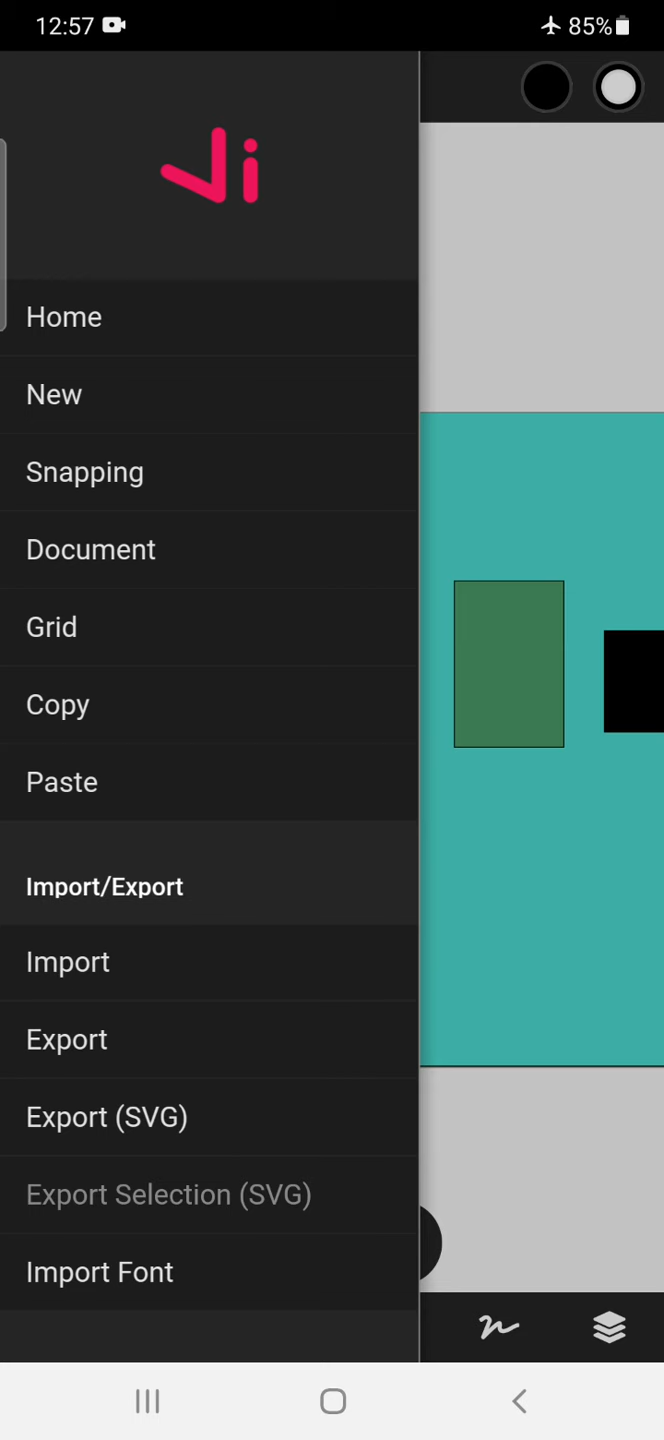 12:57
85%
Home
New
Snapping
Document
Grid
Copy
Paste
Import/Export
Import
Export
Export (SVG)
Export Selection (SVG)
Import Font